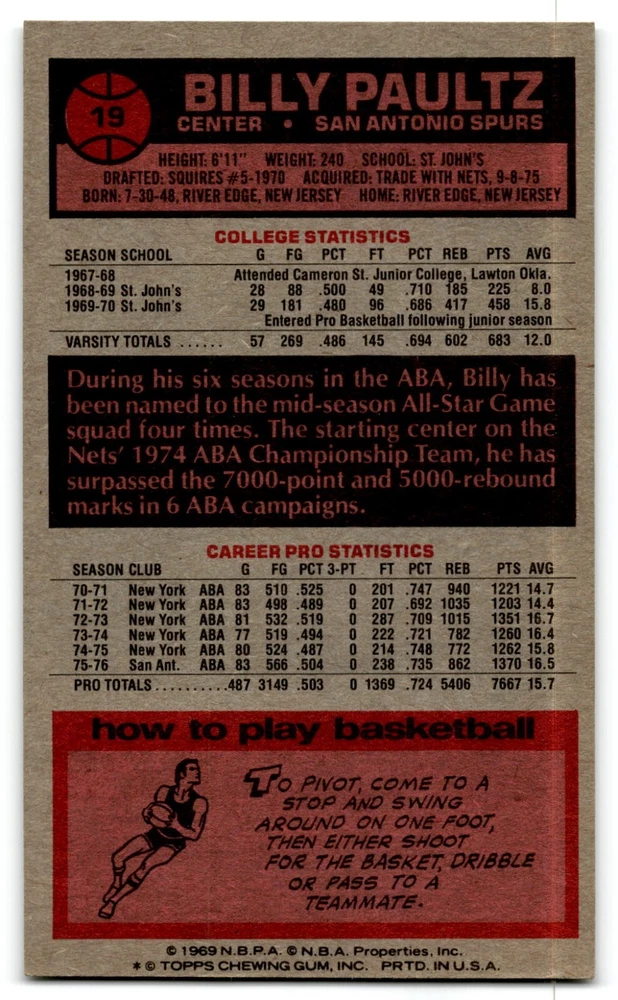 19
BILLY PAULTZ
CENTER • SAN ANTONIO SPURS
HEIGHT: 6'11" WEIGHT: 240 SCHOOL: ST. JOHN'S
DRAFTED: SQUIRES #5-1970 ACQUIRED: TRADE WITH NETS, 9-8-75
BORN: 7-30-48, RIVER EDGE, NEW JERSEY HOME: RIVER EDGE, NEW JERSEY
COLLEGE STATISTICS
SEASON SCHOOL G FG PCT FT PCT REB PTS AVG
1967-68 Attended Cameron St. Junior College, Lawton Okla.
1968-69 St. John's 28 88 .500 49 .710 185 225 8.0
1969-70 St. John's 29 181 .480 96 .686 417 458 15.8
Entered Pro Basketball following junior season
VARSITY TOTALS ...... 57 269 .486 145 .694 602 683 12.0
During his six seasons in the ABA, Billy has
been named to the mid-season All-Star Game
squad four times. The starting center on the
Nets' 1974 ABA Championship Team, he has
surpassed the 7000-point and 5000-rebound
marks in 6 ABA campaigns.
CAREER PRO STATISTICS
SEASON CLUB G FG PCT 3-PT FT PCT REB PTS AVG
70-71 New York ABA 83 510 .525 0 201 .747 940 1221 14.7
71-72 New York ABA 83 498 .489 0 207 .692 1035 1203 14.4
72-73 New York ABA 81 532 .519 0 287 .709 1015 1351 16.7
73-74 New York ABA 77 519 .494 0 222 .721 782 1260 16.4
74-75 New York ABA 80 524 .487 0 214 .748 772 1262 15.8
75-76 San Ant. ABA 83 566 .504 0 238 .735 862 1370 16.5
PRO TOTALS..........487 3149 .503 0 1369 .724 5406 7667 15.7
how to play basketball
TO PIVOT, COME TO A
STOP AND SWING
AROUND ON ONE FOOT,
THEN EITHER SHOOT
FOR THE BASKET, DRIBBLE
OR PASS TO A
TEAMMATE.
© 1969 N.B.P.A. © N.B.A. Properties, Inc.
* © TOPPS CHEWING GUM, INC. PRTD. IN U.S.A.